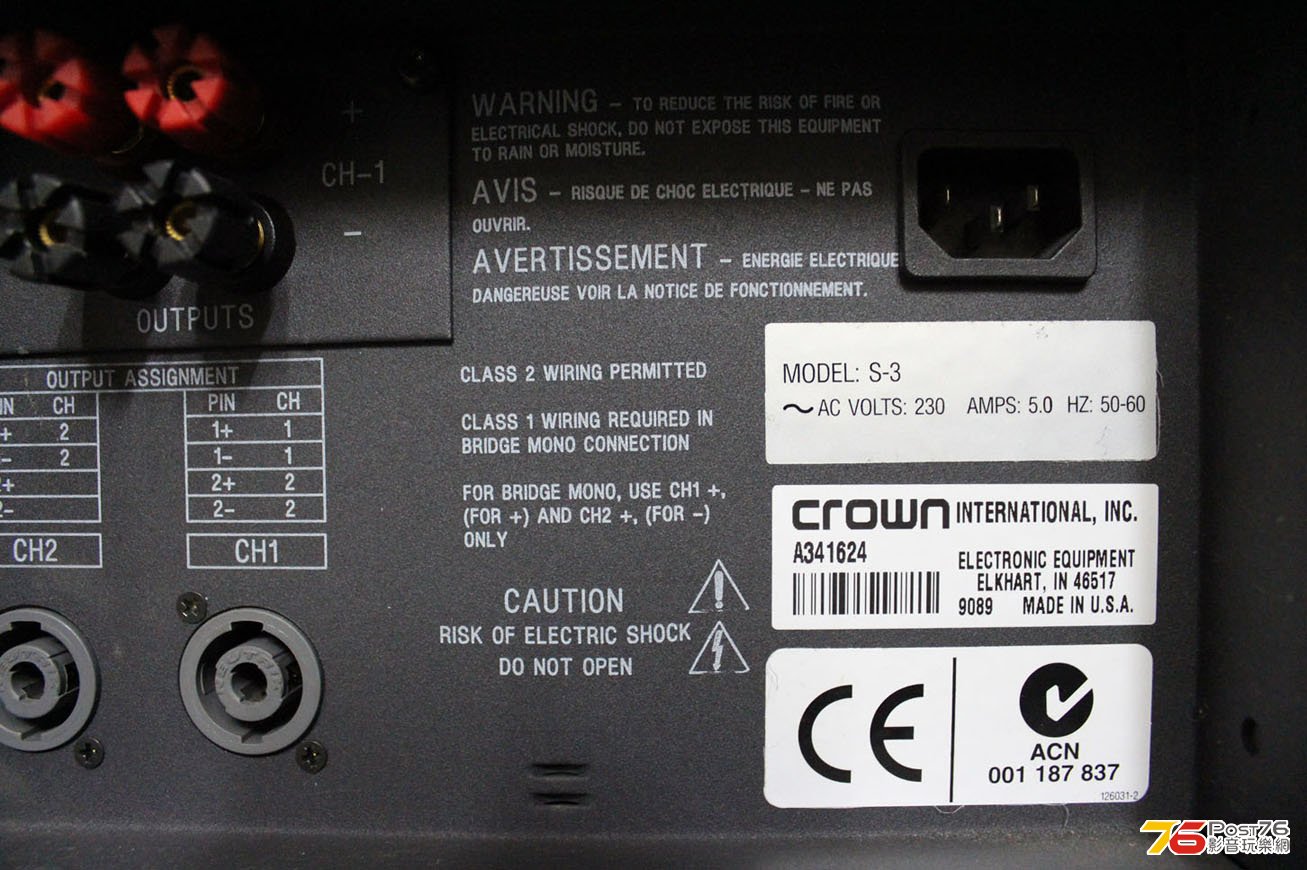 +
CH-1
−
OUTPUTS
WARNING – TO REDUCE THE RISK OF FIRE OR
ELECTRICAL SHOCK, DO NOT EXPOSE THIS EQUIPMENT
TO RAIN OR MOISTURE.
AVIS – RISQUE DE CHOC ELECTRIQUE – NE PAS
OUVRIR.
AVERTISSEMENT – ENERGIE ELECTRIQUE
DANGEREUSE VOIR LA NOTICE DE FONCTIONNEMENT.
OUTPUT ASSIGNMENT
CH
2
2
2+
2-
CH2
PIN CH
1+ 1
1- 1
2+ 2
2- 2
CH1
CLASS 2 WIRING PERMITTED
CLASS 1 WIRING REQUIRED IN
BRIDGE MONO CONNECTION
FOR BRIDGE MONO, USE CH1 +,
(FOR +) AND CH2 +, (FOR -)
ONLY
CAUTION
RISK OF ELECTRIC SHOCK
DO NOT OPEN
MODEL: S-3
~AC VOLTS: 230 AMPS: 5.0 HZ: 50-60
crown INTERNATIONAL, INC.
A341624
ELECTRONIC EQUIPMENT
ELKHART, IN 46517
9089 MADE IN U.S.A.
CE
ACN
001 187 837
126031-2
76 POST76
影音玩樂網